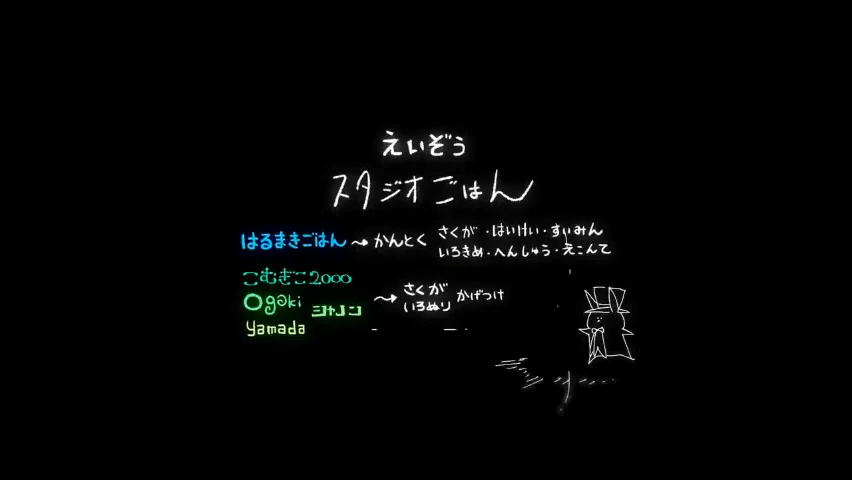 えいぞう
スタジオごはん
はるまきごはん → かんとく さくが・はいけい・すいみん
いろきめ・へんしゅう・えこんて
こむぎこ2000
Ogaki シャノン → さくが いろぬり かげつけ
yamada